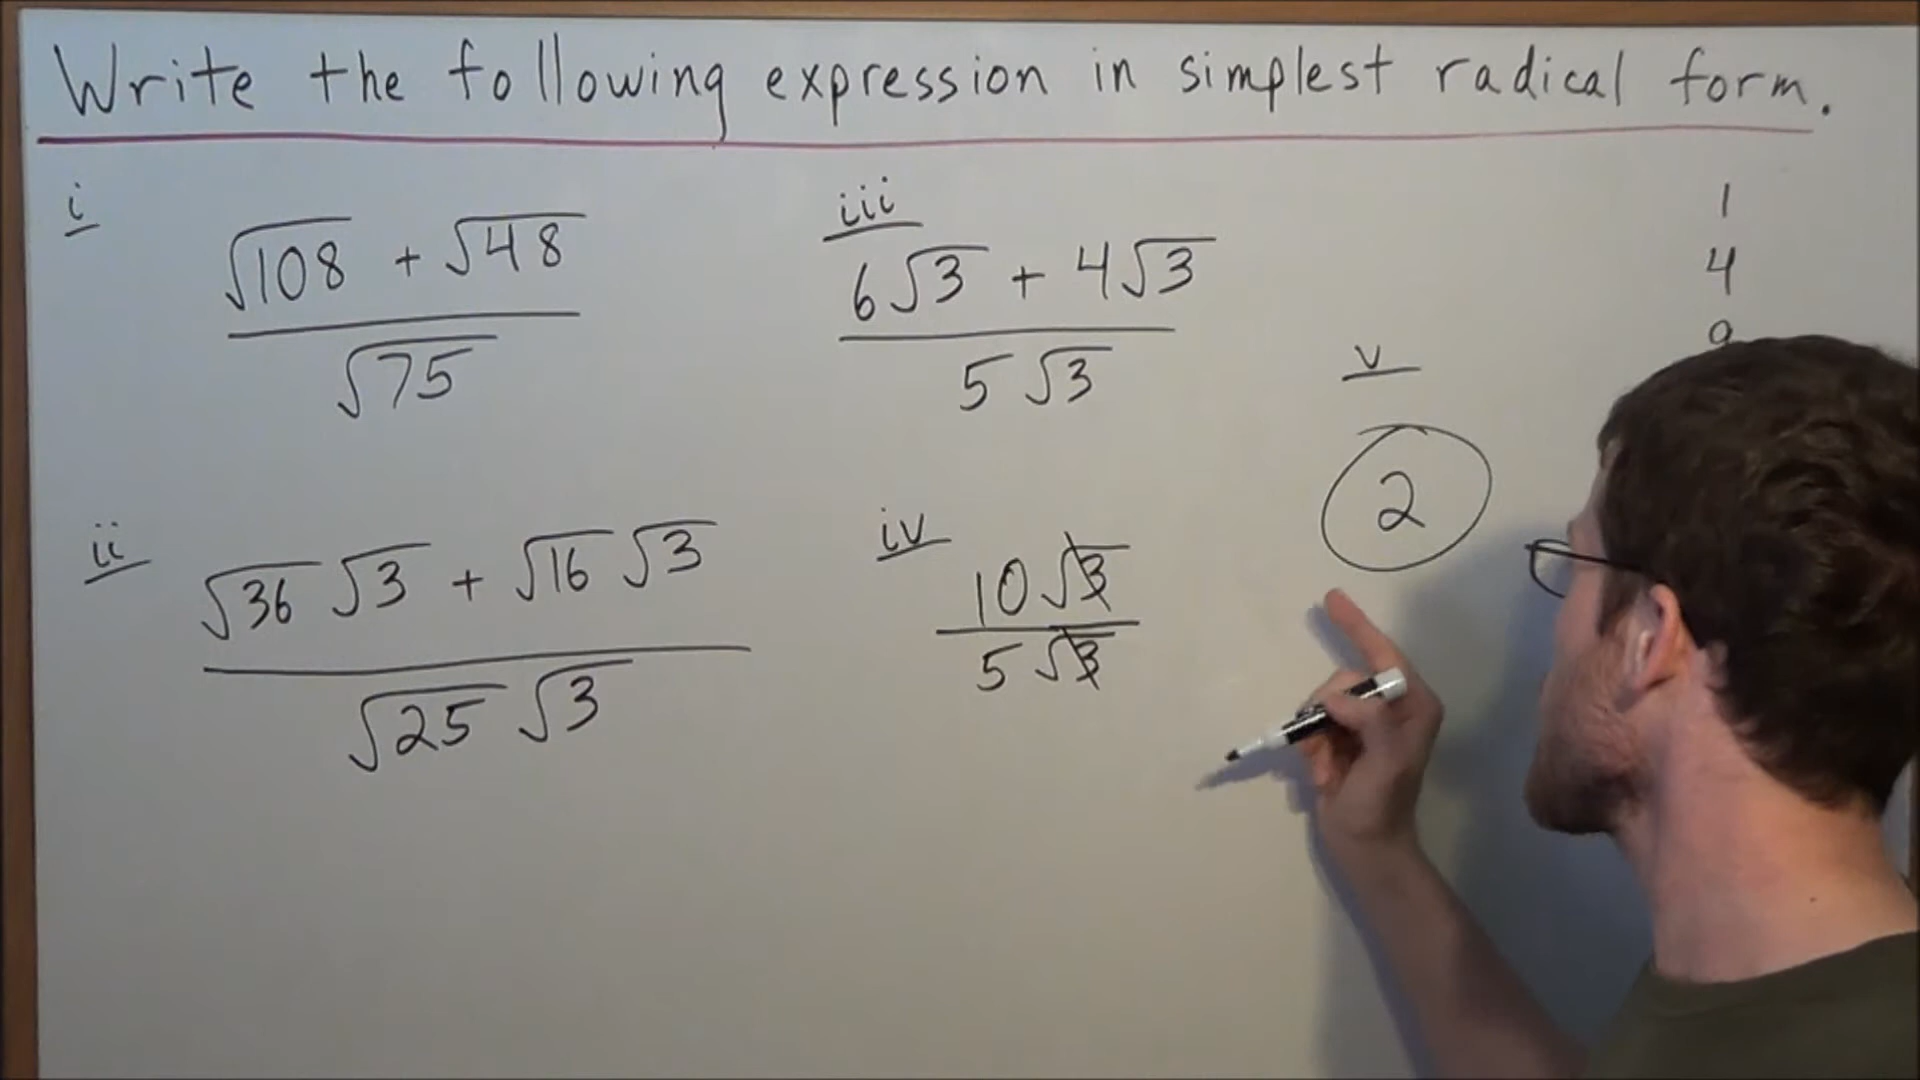 Write the following expression in simplest radical form.
i
√108 + √48
√75
ii
√36 √3 + √16 √3
√25 √3
iii
6√3 + 4√3
5√3
iv
10√3
5√3
v
2
1
4
9